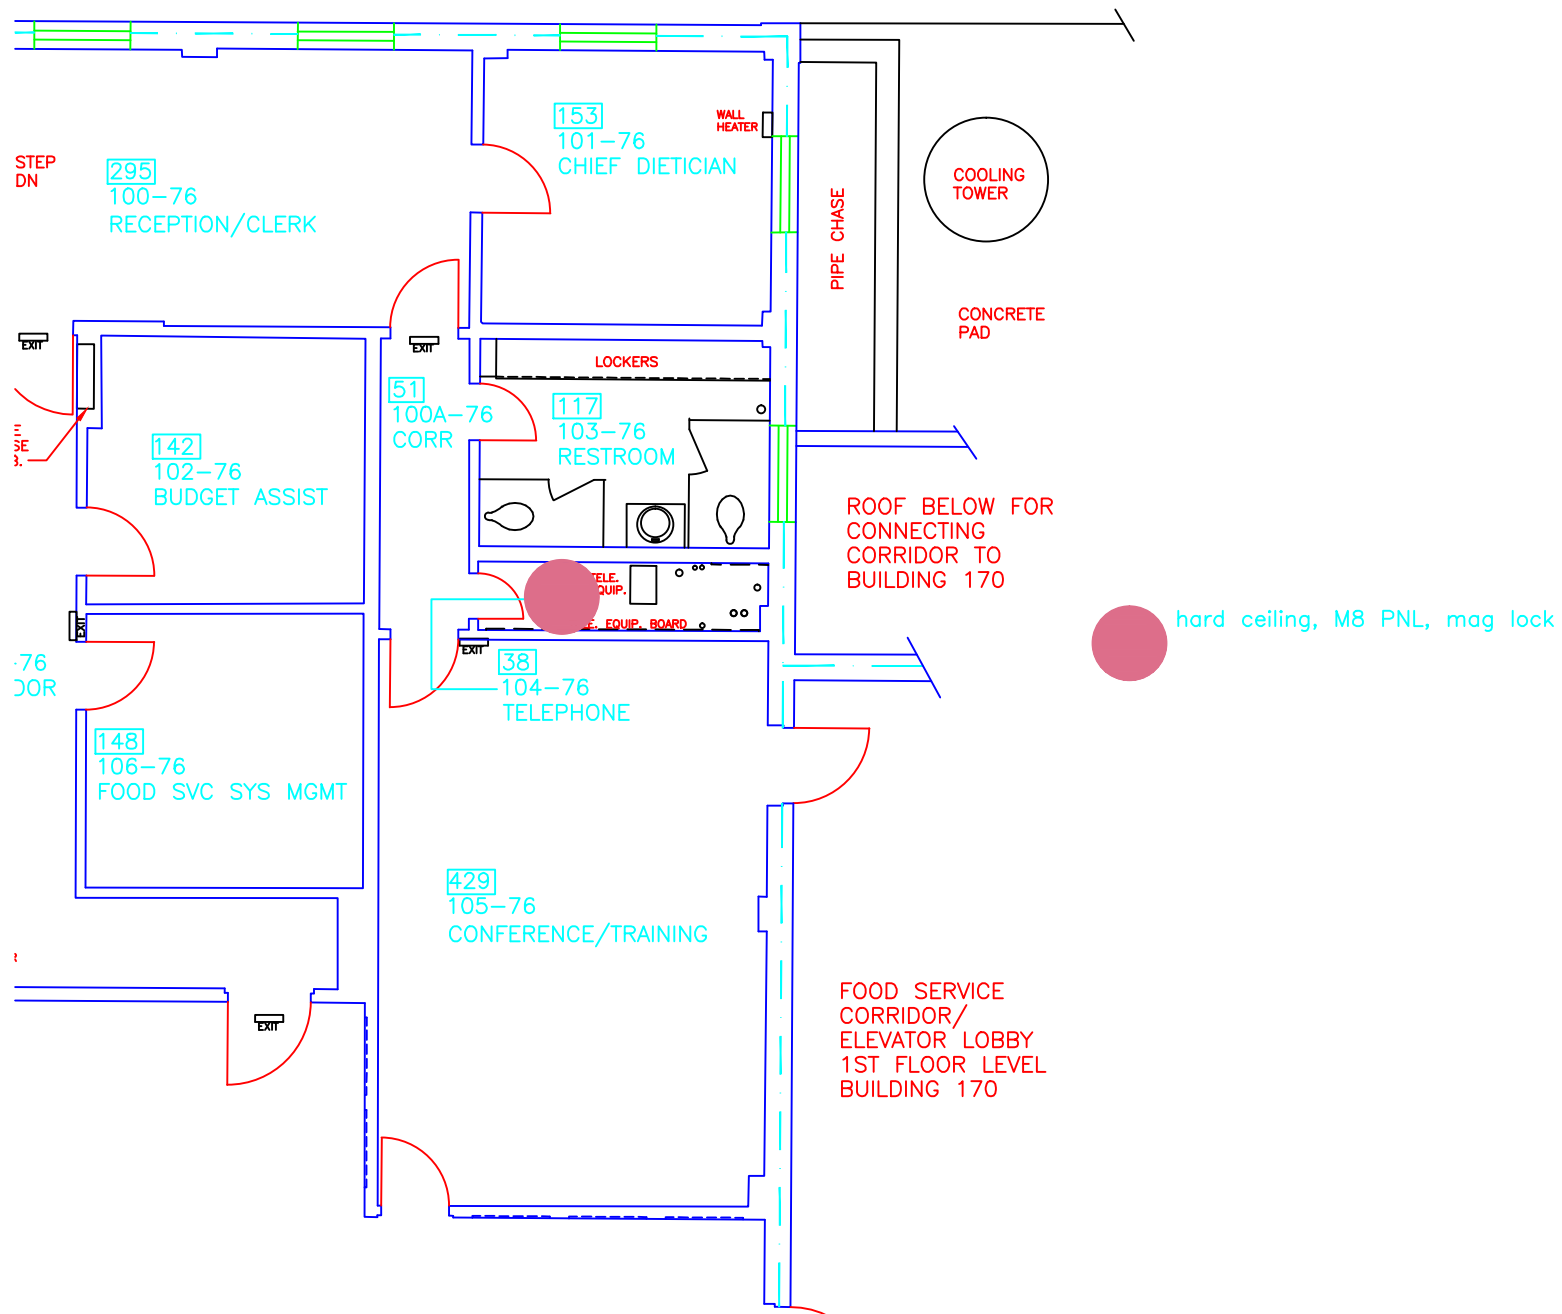 STEP
DN
295
100-76
RECEPTION/CLERK
153
101-76
CHIEF DIETICIAN
WALL
HEATER
PIPE CHASE
COOLING
TOWER
CONCRETE
PAD
EXIT
EXIT
LOCKERS
51
100A-76
CORR
117
103-76
RESTROOM
142
102-76
BUDGET ASSIST
ROOF BELOW FOR
CONNECTING
CORRIDOR TO
BUILDING 170
EQUIP. BOARD
EXIT
EXIT
38
104-76
TELEPHONE
hard ceiling, M8 PNL, mag lock
148
106-76
FOOD SVC SYS MGMT
429
105-76
CONFERENCE/TRAINING
FOOD SERVICE
CORRIDOR/
ELEVATOR LOBBY
1ST FLOOR LEVEL
BUILDING 170
EXIT